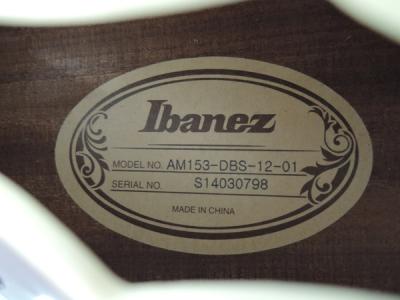 Ibanez
MODEL NO. AM153-DBS-12-01
SERIAL NO. S14030798
MADE IN CHINA